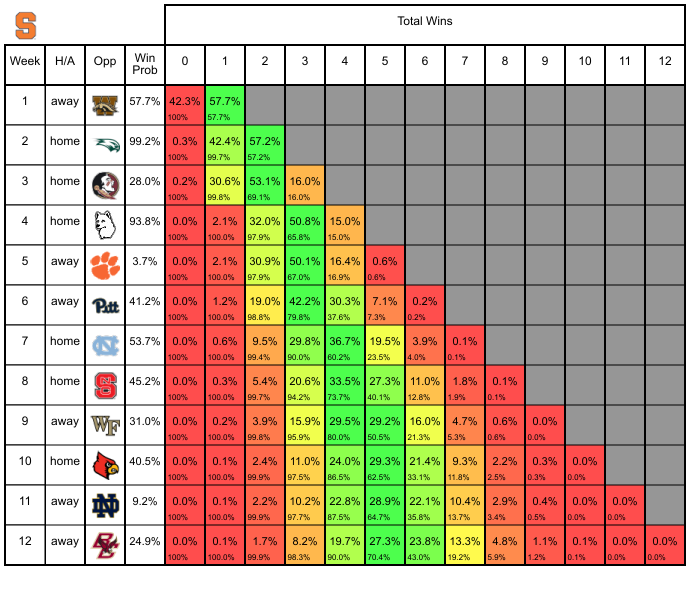 S
Total Wins
Week H/A Opp Win Prob 0 1 2 3 4 5 6 7 8 9 10 11 12
1 away W 57.7% 42.3% 57.7%
100% 57.7%
2 home 99.2% 0.3% 42.4% 57.2%
100% 99.7% 57.2%
3 home 28.0% 0.2% 30.6% 53.1% 16.0%
100% 99.8% 69.1% 16.0%
4 home 93.8% 0.0% 2.1% 32.0% 50.8% 15.0%
100% 100.0% 97.9% 65.8% 15.0%
5 away 3.7% 0.0% 2.1% 30.9% 50.1% 16.4% 0.6%
100% 100.0% 97.9% 67.0% 16.9% 0.6%
6 away Pitt 41.2% 0.0% 1.2% 19.0% 42.2% 30.3% 7.1% 0.2%
100% 100.0% 98.8% 79.8% 37.6% 7.3% 0.2%
7 home NC 53.7% 0.0% 0.6% 9.5% 29.8% 36.7% 19.5% 3.9% 0.1%
100% 100.0% 99.4% 90.0% 60.2% 23.5% 4.0% 0.1%
8 home NCS 45.2% 0.0% 0.3% 5.4% 20.6% 33.5% 27.3% 11.0% 1.8% 0.1%
100% 100.0% 99.7% 94.2% 73.7% 40.1% 12.8% 1.9% 0.1%
9 away WF 31.0% 0.0% 0.2% 3.9% 15.9% 29.5% 29.2% 16.0% 4.7% 0.6% 0.0%
100% 100.0% 99.8% 95.9% 80.0% 50.5% 21.3% 5.3% 0.6% 0.0%
10 home 40.5% 0.0% 0.1% 2.4% 11.0% 24.0% 29.3% 21.4% 9.3% 2.2% 0.3% 0.0%
100% 100.0% 99.9% 97.5% 86.5% 62.5% 33.1% 11.8% 2.5% 0.3% 0.0%
11 away ND 9.2% 0.0% 0.1% 2.2% 10.2% 22.8% 28.9% 22.1% 10.4% 2.9% 0.4% 0.0% 0.0%
100% 100.0% 99.9% 97.7% 87.5% 64.7% 35.8% 13.7% 3.4% 0.5% 0.0% 0.0%
12 away BC 24.9% 0.0% 0.1% 1.7% 8.2% 19.7% 27.3% 23.8% 13.3% 4.8% 1.1% 0.1% 0.0% 0.0%
100% 100.0% 99.9% 98.3% 90.0% 70.4% 43.0% 19.2% 5.9% 1.2% 0.1% 0.0% 0.0%